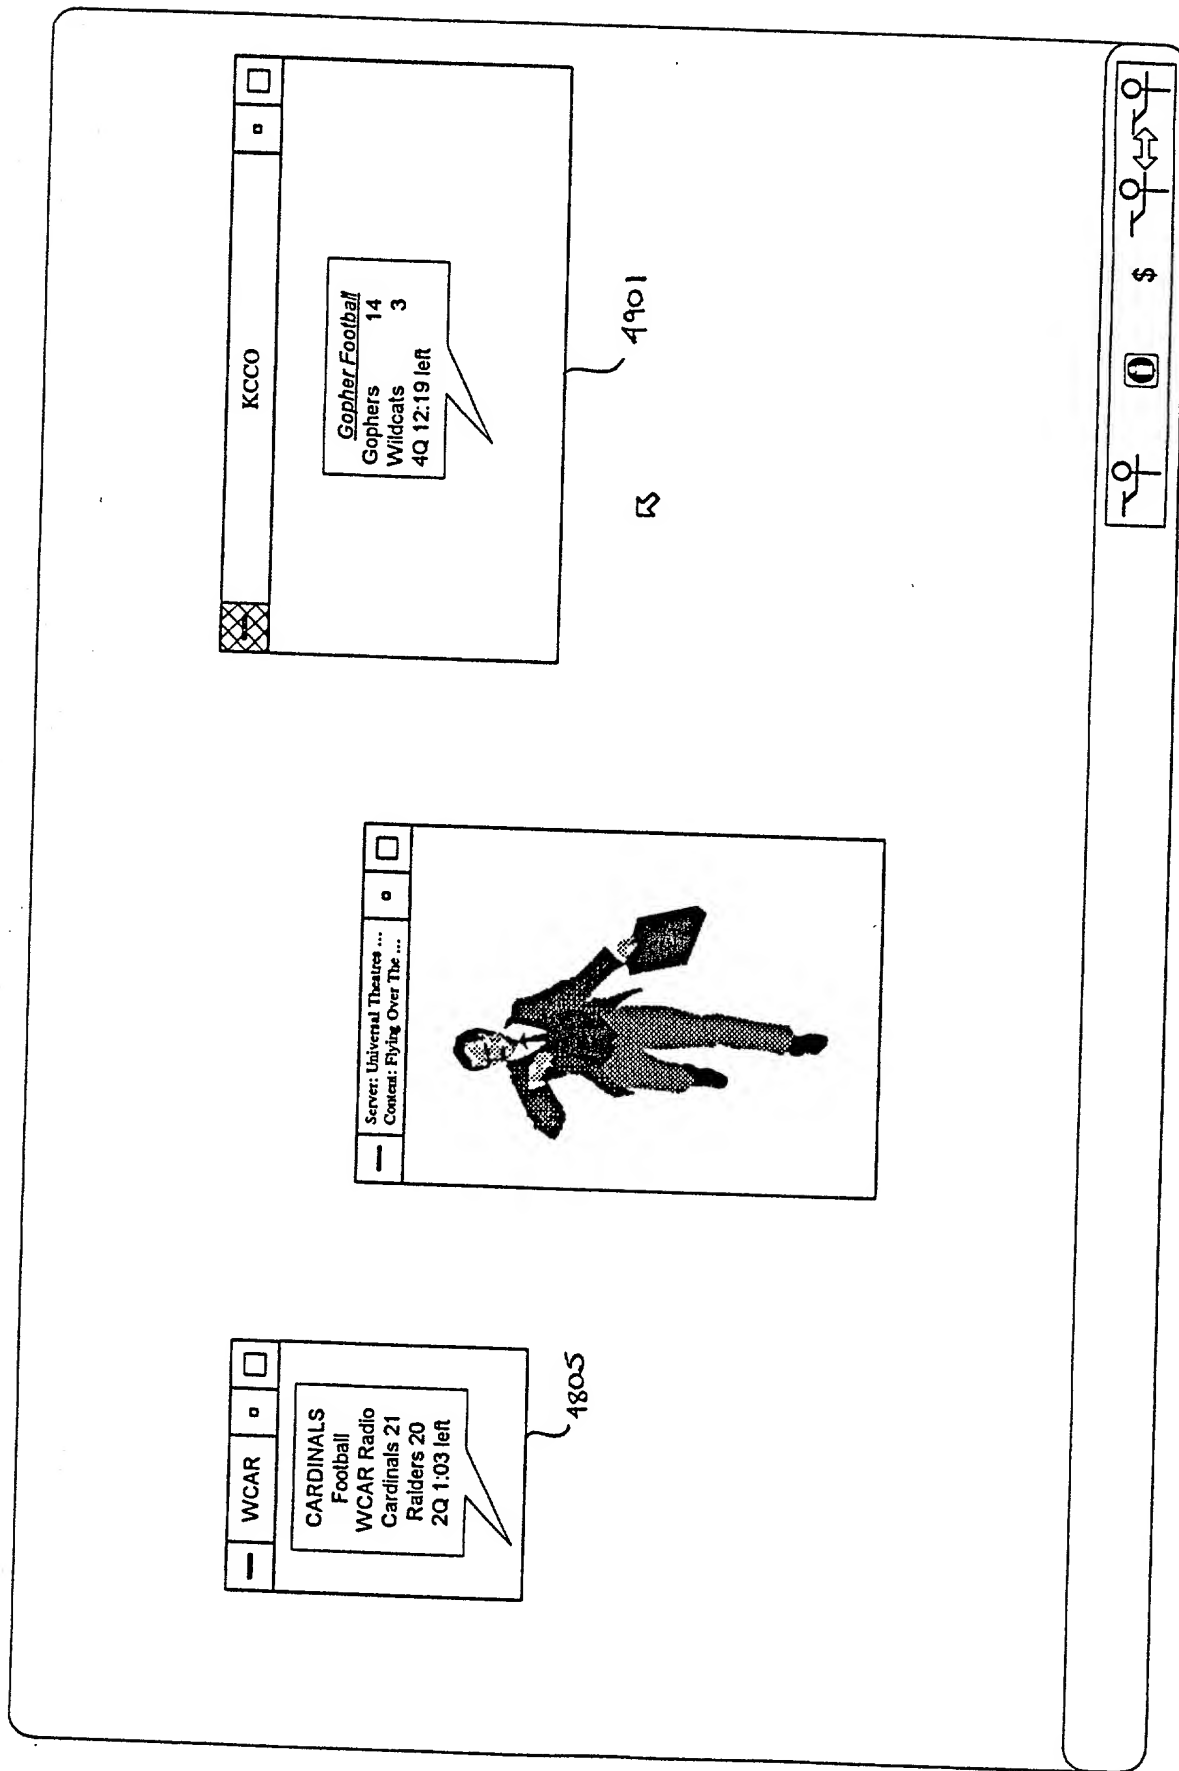 WCAR
CARDINALS
Football
WCAR Radio
Cardinals 21
Raiders 20
2Q 1:03 left
4805
Server: Universal Theatres ...
Content: Flying Over The ...
KCCO
Gopher Football
Gophers 14
Wildcats 3
4Q 12:19 left
4901
$